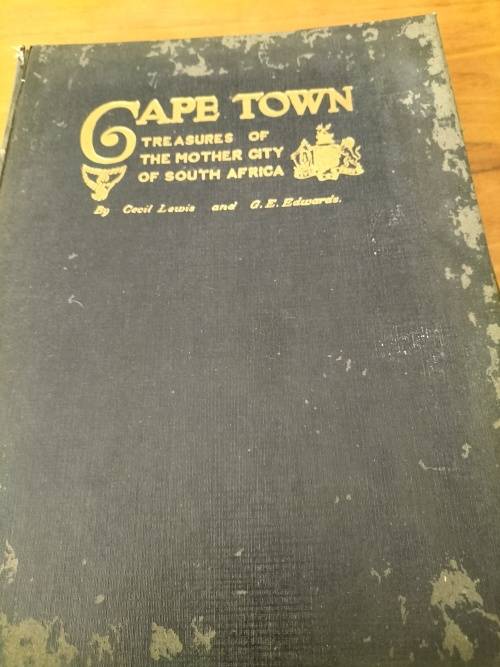 CAPE TOWN
TREASURES OF
THE MOTHER CITY
OF SOUTH AFRICA
By Cecil Lewis and G. E. Edwards.